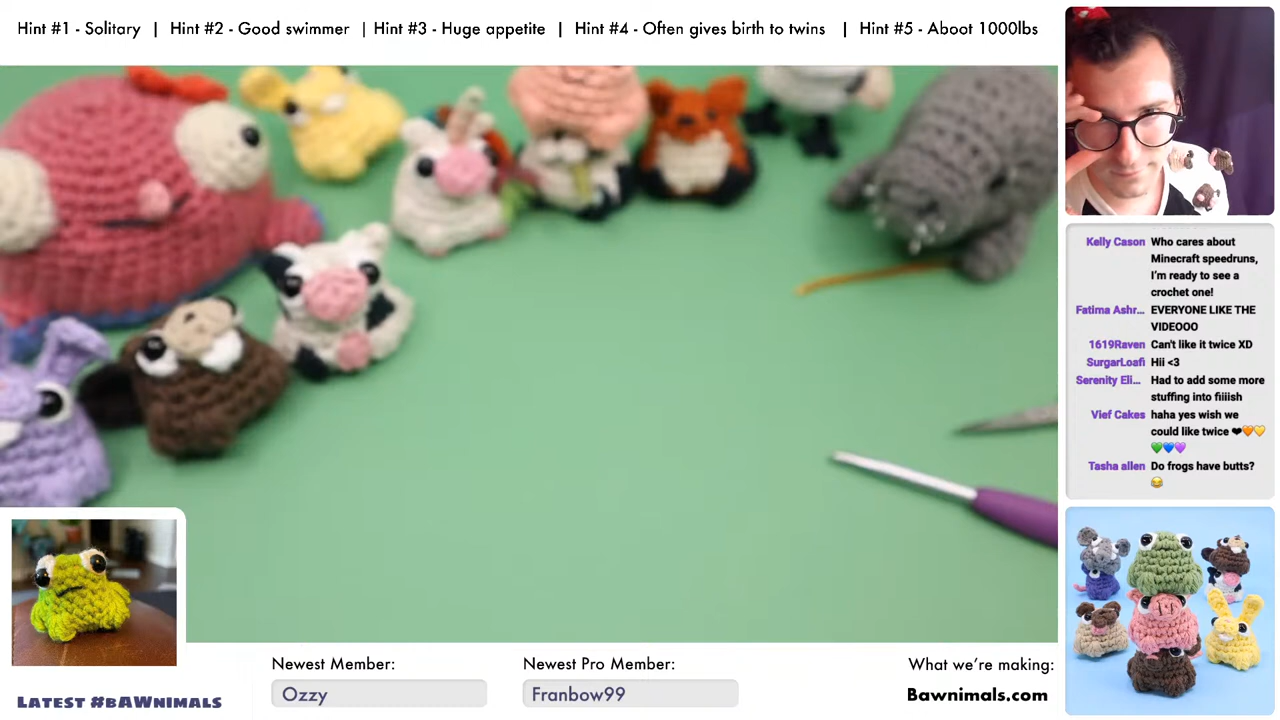 Hint #1 - Solitary | Hint #2 - Good swimmer | Hint #3 - Huge appetite | Hint #4 - Often gives birth to twins | Hint #5 - Aboot 1000lbs
Kelly Cason Who cares about
Minecraft speedruns,
I'm ready to see a
crochet one!
Fatima Ashr... EVERYONE LIKE THE
VIDEOOO
1619Raven Can't like it twice XD
SurgarLoafi Hii <3
Serenity Eli... Had to add some more
stuffing into fiiiish
Vief Cakes haha yes wish we
could like twice ❤🧡💛
💚💙💜
Tasha allen Do frogs have butts?
😂
Newest Member:
Ozzy
Newest Pro Member:
Franbow99
What we're making:
Bawnimals.com
Latest #bAWnimals